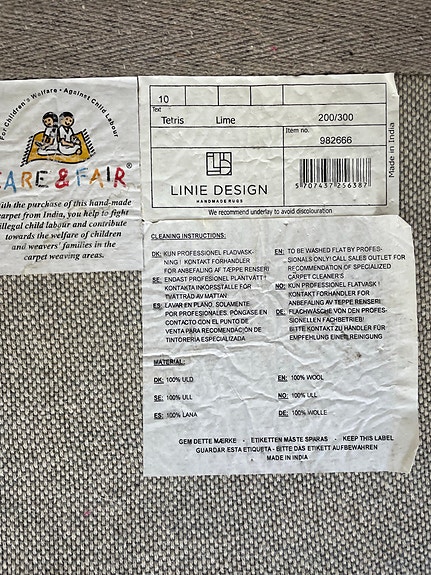 For Children's Welfare • Against Child Labour
ARE & FAIR®
ith the purchase of this hand-made
arpet from India, you help to fight
illegal child labour and contribute
towards the welfare of children
and weavers' families in the
carpet weaving areas.
10
Text
Tetris Lime 200/300
Item no.
982666
LINIE DESIGN
HANDMADE RUGS
5 707437 256387
Made in India
We recommend underlay to avoid discolouration
CLEANING INSTRUCTIONS:
DK: KUN PROFESIONEL FLADVASK-
NING! KONTAKT FORHANDLER
FOR ANBEFALING AF TÆPPE RENSERI
SE: ENDAST PROFESIONEL PLANTVÄTT!
KONTAKTA INKÖPSSTÄLLE FÖR
TVÄTTRÅD AV MATTAN
ES: LAVAR EN PLANO, SOLAMENTE
POR PROFESIONALES. PÓNGASE EN
CONTACTO CON EL PUNTO DE
VENTA PARA RECOMENDACIÓN DE
TINTORERIA ESPECIALIZADA
EN: TO BE WASHED FLAT BY PROFES-
SIONALS ONLY! CALL SALES OUTLET FOR
RECOMMENDATION OF SPECIALIZED
CARPET CLEANER'S
NO: KUN PROFESIONEL FLATVASK!
KONTAKT FORHANDLER FOR
ANBEFALING AV TEPPE RENSERI
DE: FLACHWÄSCHE VON DEN PROFES-
SIONELLEN FACHBETRIEB!
BITTE KONTAKT ZU HÄNDLER FÜR
EMPFEHLUNG EINE REINIGUNG
MATERIAL:
DK: 100% ULD
SE: 100% ULL
ES: 100% LANA
EN: 100% WOOL
NO: 100% ULL
DE: 100% WOLLE
GEM DETTE MÆRKE - ETIKETTEN MÅSTE SPARAS - KEEP THIS LABEL
GUARDAR ESTA ETIQUETA - BITTE DAS ETIKETT AUFBEWAHREN
MADE IN INDIA